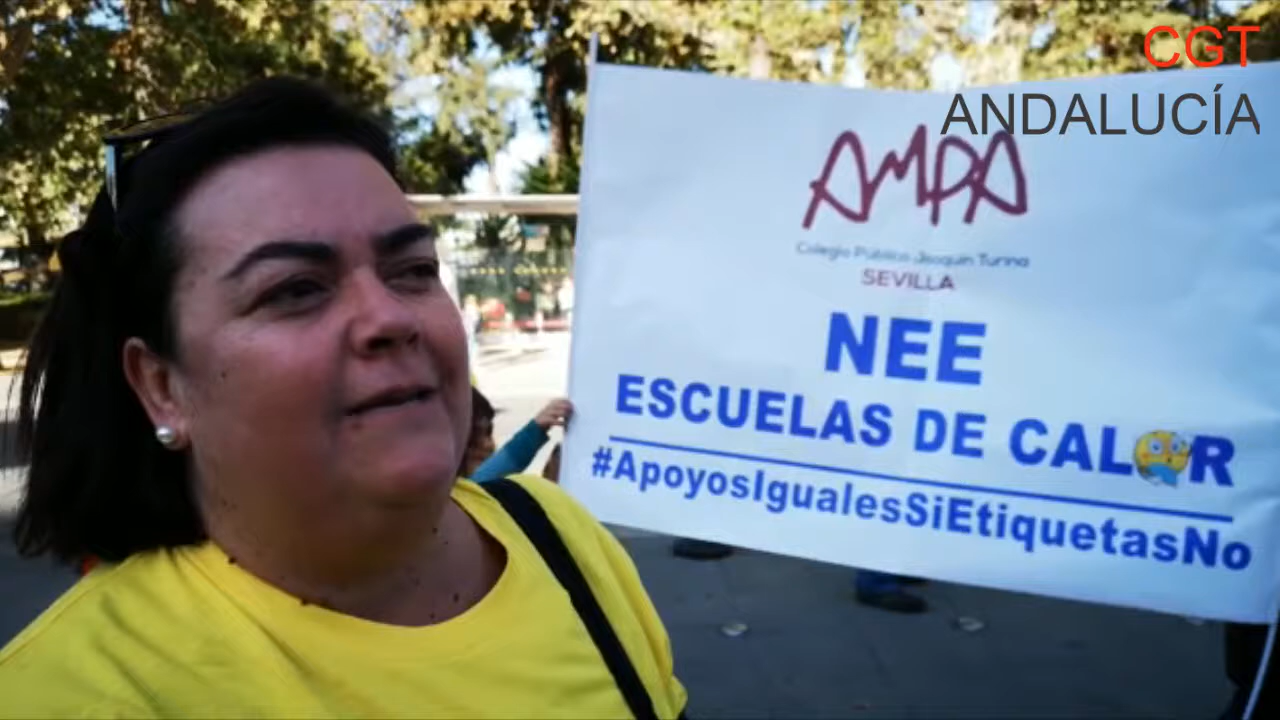 CGT
ANDALUCÍA
AMPA
Colegio Público Joaquín Turina
SEVILLA
NEE
ESCUELAS DE CALOR
#ApoyosIgualesSiEtiquetasNo